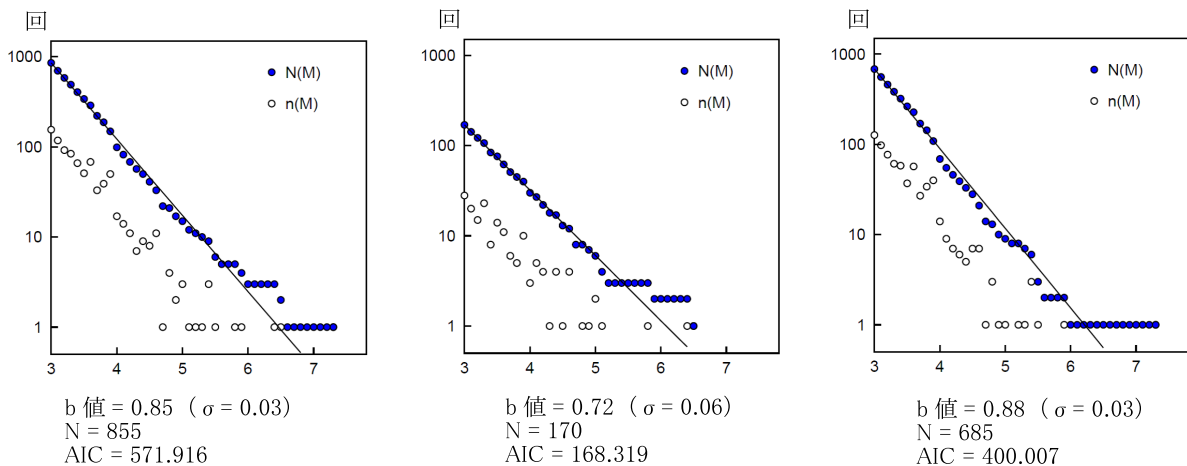 回
1000
100
10
1
N(M)
n(M)
3 4 5 6 7
b 値 = 0.85 ( σ = 0.03)
N = 855
AIC = 571.916
回
1000
100
10
1
N(M)
n(M)
3 4 5 6 7
b 値 = 0.72 ( σ = 0.06)
N = 170
AIC = 168.319
回
1000
100
10
1
N(M)
n(M)
3 4 5 6 7
b 値 = 0.88 ( σ = 0.03)
N = 685
AIC = 400.007